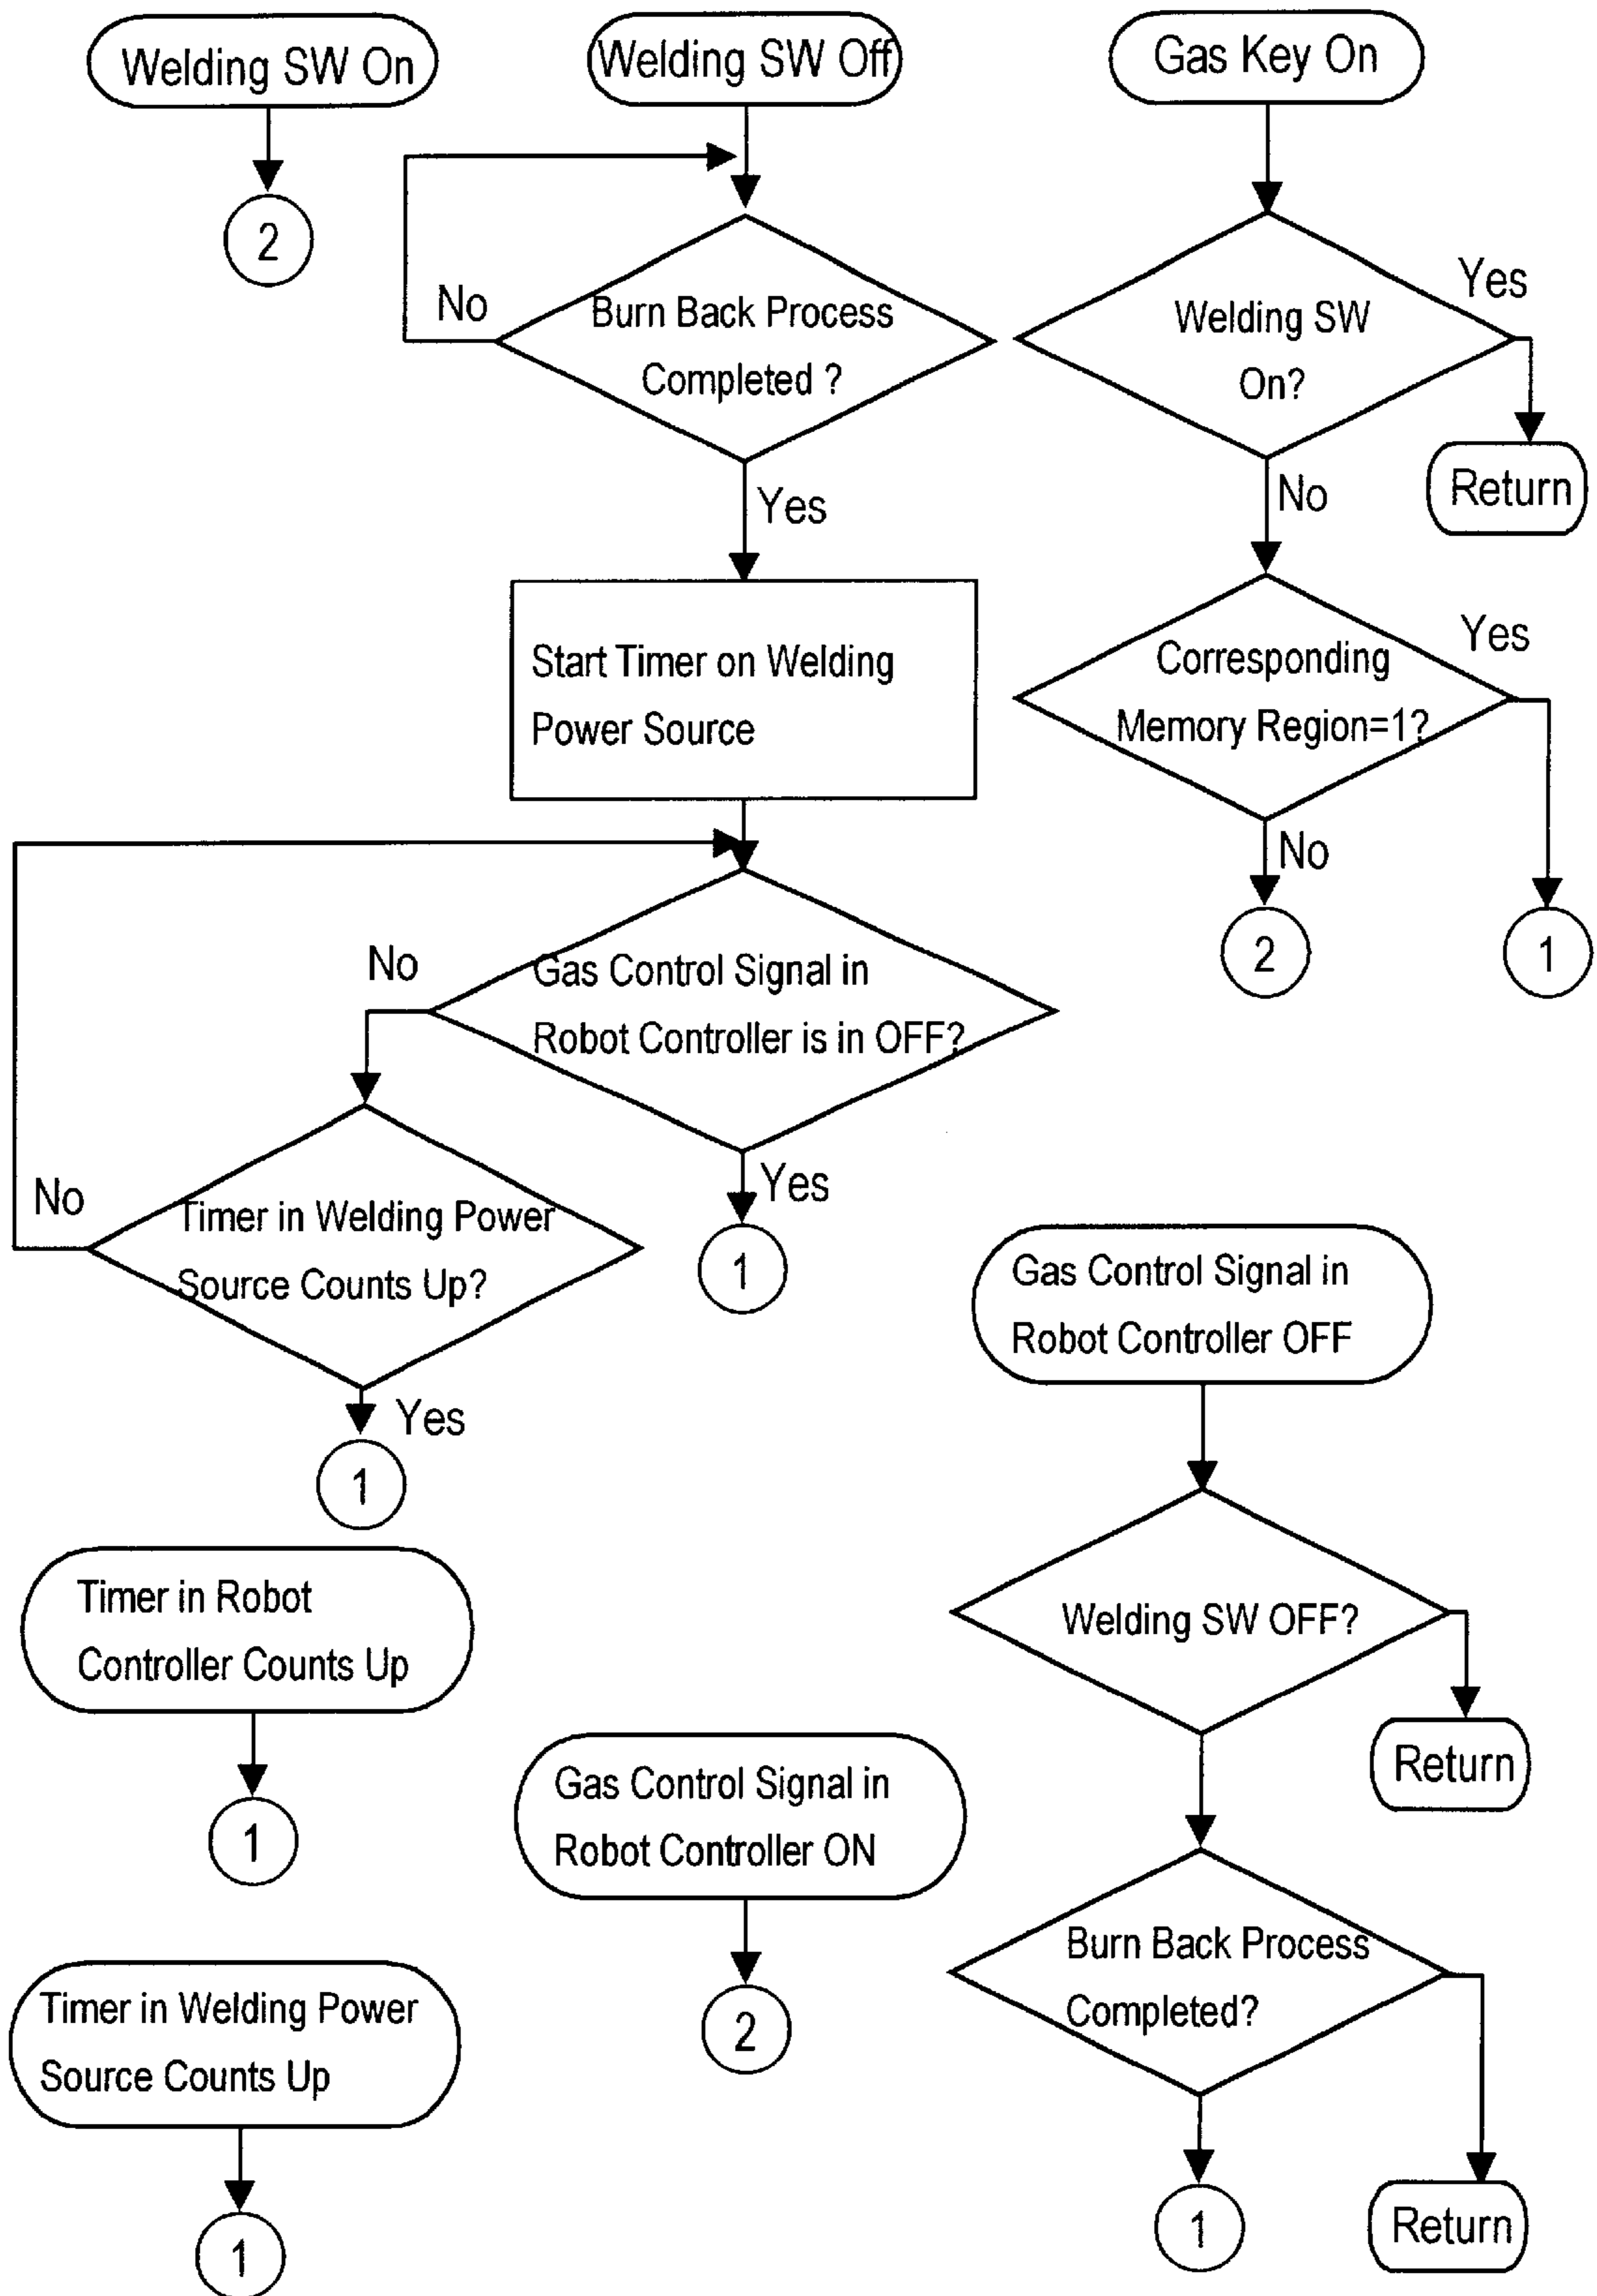 Welding SW On
2
Welding SW Off
No
Burn Back Process
Completed ?
Yes
Start Timer on Welding
Power Source
No
Gas Control Signal in
Robot Controller is in OFF?
Yes
1
No
Timer in Welding Power
Source Counts Up?
Yes
1
Gas Key On
Yes
Welding SW
On?
Return
No
Yes
Corresponding
Memory Region=1?
No
2
1
Gas Control Signal in
Robot Controller OFF
Welding SW OFF?
Return
Burn Back Process
Completed?
1
Return
Timer in Robot
Controller Counts Up
1
Gas Control Signal in
Robot Controller ON
2
Timer in Welding Power
Source Counts Up
1